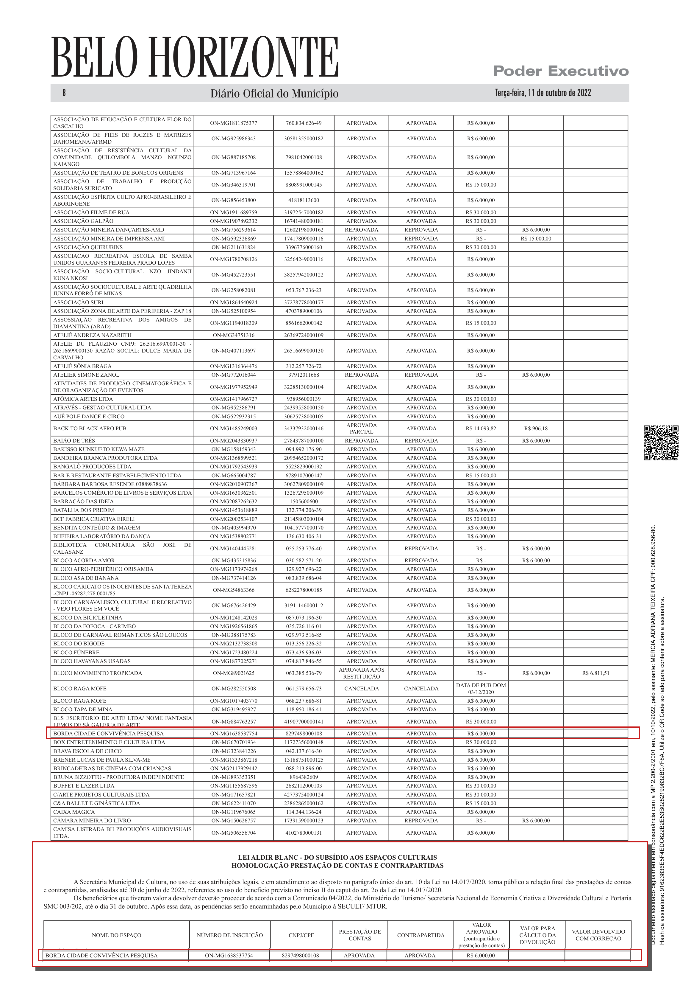 BELO HORIZONTE
Poder Executivo
8 Diário Oficial do Município Terça-feira, 11 de outubro de 2022
ASSOCIAÇÃO DE EDUCAÇÃO E CULTURA FLOR DO
CASCALHO ON-MG1811875377 760.834.626-49 APROVADA APROVADA R$ 6.000,00
ASSOCIAÇÃO DE FIÉIS DE RAÍZES E MATRIZES
DAHOMEANA/AFRMD ON-MG925986343 30581355000182 APROVADA APROVADA R$ 6.000,00
ASSOCIAÇÃO DE RESISTÊNCIA CULTURAL DA
COMUNIDADE QUILOMBOLA MANZO NGUNZO
KAIANGO ON-MG887185708 7981042000108 APROVADA APROVADA R$ 6.000,00
ASSOCIAÇÃO DE TEATRO DE BONECOS ORIGENS ON-MG713967164 15578864000162 APROVADA APROVADA R$ 6.000,00
ASSOCIAÇÃO DE TRABALHO E PRODUÇÃO
SOLIDÁRIA SURICATO ON-MG346319701 8808991000145 APROVADA APROVADA R$ 15.000,00
ASSOCIAÇÃO ESPÍRITA CULTO AFRO-BRASILEIRO E
ABORINGENE ON-MG856453800 41818113600 APROVADA APROVADA R$ 6.000,00
ASSOCIAÇÃO FILME DE RUA ON-MG1911689759 31972547000182 APROVADA APROVADA R$ 30.000,00
ASSOCIAÇÃO GALPÃO ON-MG1907892332 16741480000181 APROVADA APROVADA R$ 30.000,00
ASSOCIAÇÃO MINEIRA DANÇARTES-AMD ON-MG756293614 12602198000162 REPROVADA REPROVADA R$ - R$ 6.000,00
ASSOCIAÇÃO MINEIRA DE IMPRENSA AMI ON-MG592326869 17417809000116 APROVADA REPROVADA R$ - R$ 15.000,00
ASSOCIAÇÃO QUERUBINS ON-MG211631824 3396776000160 APROVADA APROVADA R$ 30.000,00
ASSOCIACAO RECREATIVA ESCOLA DE SAMBA
UNIDOS GUARANYS PEDREIRA PRADO LOPES ON-MG1780708126 32564249000116 APROVADA APROVADA R$ 6.000,00
ASSOCIAÇÃO SOCIO-CULTURAL NZO JINDANJI
KUNA NKOSI ON-MG452723551 38257942000122 APROVADA APROVADA R$ 6.000,00
ASSOCIAÇÃO SOCIOCULTURAL E ARTE QUADRILHA
JUNINA FORRÓ DE MINAS ON-MG258082081 053.767.236-23 APROVADA APROVADA R$ 6.000,00
ASSOCIAÇÃO SURI ON-MG1864640924 37278778000177 APROVADA APROVADA R$ 6.000,00
ASSOCIAÇÃO ZONA DE ARTE DA PERIFERIA - ZAP 18 ON-MG525100954 4703789000106 APROVADA APROVADA R$ 6.000,00
ASSOSSIAÇÃO RECREATIVA DOS AMIGOS DE
DIAMANTINA (ARAD) ON-MG1194018309 8561662000142 APROVADA APROVADA R$ 15.000,00
ATELIÊ ANDREZA NAZARETH ON-MG34751316 26369724000109 APROVADA APROVADA R$ 6.000,00
ATELIE DU FLAUZINO CNPJ: 26.516.699/0001-30 -
26516699000130 RAZÃO SOCIAL: DULCE MARIA DE
CARVALHO ON-MG407113697 26516699000130 APROVADA APROVADA R$ 6.000,00
ATELIÊ SÔNIA BRAGA ON-MG1316364476 312.257.726-72 APROVADA APROVADA R$ 6.000,00
ATELIER SIMONE ZANOL ON-MG772016044 37912011668 REPROVADA REPROVADA R$ - R$ 6.000,00
ATIVIDADES DE PRODUÇÃO CINEMATOGRÁFICA E
DE ORAGANIZAÇÃO DE EVENTOS ON-MG1977952949 32285130000104 APROVADA APROVADA R$ 6.000,00
ATÔMICA ARTES LTDA ON-MG1417966727 938956000139 APROVADA APROVADA R$ 30.000,00
ATRAVÉS - GESTÃO CULTURAL LTDA. ON-MG952386791 24399558000150 APROVADA APROVADA R$ 6.000,00
AUÊ POLE DANCE E CIRCO ON-MG522932315 30625738000105 APROVADA APROVADA R$ 6.000,00
BACK TO BLACK AFRO PUB ON-MG1485249003 34337932000146 APROVADA PARCIAL APROVADA R$ 14.093,82 R$ 906,18
BAIÃO DE TRÊS ON-MG2043830937 27843787000100 REPROVADA REPROVADA R$ - R$ 6.000,00
BAKISSO KUNKUETO KEWA MAZE ON-MG158159343 094.992.176-90 APROVADA APROVADA R$ 6.000,00
BANDEIRA BRANCA PRODUTORA LTDA ON-MG1368599521 20954652000172 APROVADA APROVADA R$ 6.000,00
BANGALÔ PRODUÇÕES LTDA ON-MG1792543939 5523829000192 APROVADA APROVADA R$ 6.000,00
BAR E RESTAURANTE ESTABELECIMENTO LTDA ON-MG665004787 6789107000147 APROVADA APROVADA R$ 15.000,00
BÁRBARA BARBOSA RESENDE 03889878636 ON-MG2010907367 30627809000109 APROVADA APROVADA R$ 6.000,00
BARCELOS COMÉRCIO DE LIVROS E SERVIÇOS LTDA ON-MG1630362501 13267295000109 APROVADA APROVADA R$ 6.000,00
BARRACÃO DAS IDEIA ON-MG2087262632 1505600600 APROVADA APROVADA R$ 6.000,00
BATALHA DOS PREDIM ON-MG1453618889 132.774.206-39 APROVADA APROVADA R$ 6.000,00
BCF FABRICA CRIATIVA EIRELI ON-MG2002534107 21145803000104 APROVADA APROVADA R$ 30.000,00
BENDITA CONTEÚDO & IMAGEM ON-MG403994970 10415777000170 APROVADA APROVADA R$ 6.000,00
BHFIEIRA LABORATÓRIO DA DANÇA ON-MG1538802771 136.630.406-31 APROVADA APROVADA R$ 6.000,00
BIBLIOTECA COMUNITÁRIA SÃO JOSÉ DE
CALASANZ ON-MG1404445281 055.253.776-40 APROVADA REPROVADA R$ - R$ 6.000,00
BLOCO ACORDA AMOR ON-MG435315836 030.582.571-20 APROVADA REPROVADA R$ - R$ 6.000,00
BLOCO AFRO-PERIFÉRICO ORISAMBA ON-MG1173974268 129.927.696-22 APROVADA APROVADA R$ 6.000,00
BLOCO ASA DE BANANA ON-MG737414126 083.839.686-04 APROVADA APROVADA R$ 6.000,00
BLOCO CARICATO OS INOCENTES DE SANTA TEREZA
-CNPJ -06282.278.0001/85 ON-MG54863366 6282278000185 APROVADA APROVADA R$ 6.000,00
BLOCO CARNAVALESCO, CULTURAL E RECREATIVO
- VEJO FLORES EM VOCÊ ON-MG676426429 31911146000112 APROVADA APROVADA R$ 6.000,00
BLOCO DA BICICLETINHA ON-MG1248142028 087.073.196-30 APROVADA APROVADA R$ 6.000,00
BLOCO DA FOFOCA - CARIMBÓ ON-MG1926561865 035.726.116-01 APROVADA APROVADA R$ 6.000,00
BLOCO DE CARNAVAL ROMÂNTICOS SÃO LOUCOS ON-MG388175783 029.973.516-85 APROVADA APROVADA R$ 6.000,00
BLOCO DO BIGODE ON-MG2132738508 013.356.226-32 APROVADA APROVADA R$ 6.000,00
BLOCO FÚNEBRE ON-MG1723480224 073.436.936-03 APROVADA APROVADA R$ 6.000,00
BLOCO HAVAYANAS USADAS ON-MG1877025271 074.817.846-55 APROVADA APROVADA R$ 6.000,00
BLOCO MOVIMENTO TROPICADA ON-MG89021625 063.385.536-79 APROVADA APÓS RESTITUIÇÃO APROVADA R$ - R$ 6.000,00 R$ 6.811,51
BLOCO RAGA MOFE ON-MG282550508 061.579.656-73 CANCELADA CANCELADA DATA DE PUB DOM 03/12/2020
BLOCO RAGA MOFE ON-MG1017403770 068.237.686-81 APROVADA APROVADA R$ 6.000,00
BLOCO TAPA DE MINA ON-MG319495927 118.950.186-41 APROVADA APROVADA R$ 6.000,00
BLS ESCRITORIO DE ARTE LTDA/ NOME FANTASIA
LEMOS DE SÁ GALERIA DE ARTE ON-MG884763257 41907700000141 APROVADA APROVADA R$ 30.000,00
BORDA CIDADE CONVIVÊNCIA PESQUISA ON-MG1638537754 8297498000108 APROVADA APROVADA R$ 6.000,00
BOX ENTRETENIMENTO E CULTURA LTDA ON-MG670701934 11727356000148 APROVADA APROVADA R$ 30.000,00
BRAVA ESCOLA DE CIRCO ON-MG323841226 042.137.616-30 APROVADA APROVADA R$ 6.000,00
BRENER LUCAS DE PAULA SILVA-ME ON-MG1333867218 13188751000125 APROVADA APROVADA R$ 6.000,00
BRINCADEIRAS DE CINEMA COM CRIANÇAS ON-MG2117929442 088.213.896-00 APROVADA APROVADA R$ 6.000,00
BRUNA BIZZOTTO - PRODUTORA INDEPENDENTE ON-MG893353351 8964382609 APROVADA APROVADA R$ 6.000,00
BUFFET E LAZER LTDA ON-MG1155687596 2682112000103 APROVADA APROVADA R$ 30.000,00
C/ARTE PROJETOS CULTURAIS LTDA ON-MG171657821 42773754000124 APROVADA APROVADA R$ 30.000,00
C&A BALLET E GINÁSTICA LTDA ON-MG622411070 23862865000162 APROVADA APROVADA R$ 15.000,00
CAIXA MAGICA ON-MG119676065 114.344.136-24 APROVADA APROVADA R$ 6.000,00
CÂMARA MINEIRA DO LIVRO ON-MG150626757 17391590000123 APROVADA REPROVADA R$ - R$ 6.000,00
CAMISA LISTRADA BH PRODUÇÕES AUDIOVISUAIS
LTDA. ON-MG506556704 4102780000131 APROVADA APROVADA R$ 6.000,00
LEI ALDIR BLANC - DO SUBSÍDIO AOS ESPAÇOS CULTURAIS
HOMOLOGAÇÃO PRESTAÇÃO DE CONTAS E CONTRAPARTIDAS
A Secretária Municipal de Cultura, no uso de suas atribuições legais, e em atendimento ao disposto no parágrafo único do art. 10 da Lei no 14.017/2020, torna público a relação final das prestações de contas
e contrapartidas, analisadas até 30 de junho de 2022, referentes ao uso do benefício previsto no inciso II do caput do art. 2o da Lei no 14.017/2020.
Os beneficiários que tiverem valor a devolver deverão proceder de acordo com a Comunicado 04/2022, do Ministério do Turismo/ Secretaria Nacional de Economia Criativa e Diversidade Cultural e Portaria
SMC 003/202, até o dia 31 de outubro. Após essa data, as pendências serão encaminhadas pelo Município à SECULT/ MTUR.
NOME DO ESPAÇO NÚMERO DE INSCRIÇÃO CNPJ/CPF PRESTAÇÃO DE CONTAS CONTRAPARTIDA VALOR APROVADO (contrapartida e prestação de contas) VALOR PARA CÁLCULO DA DEVOLUÇÃO VALOR DEVOLVIDO COM CORREÇÃO
BORDA CIDADE CONVIVÊNCIA PESQUISA ON-MG1638537754 8297498000108 APROVADA APROVADA R$ 6.000,00
Documento assinado digitalmente em consonância com a MP 2.200-2/2001 em, 10/10/2022, pelo assinante: MERCIA ADRIANA TEIXEIRA CPF: 000.628.956-80.
Hash da assinatura: 91623836E5F4EDC622B2E53B0282199832BC7F8A. Utilize o QR Code ao lado para conferir sobre a assinatura.